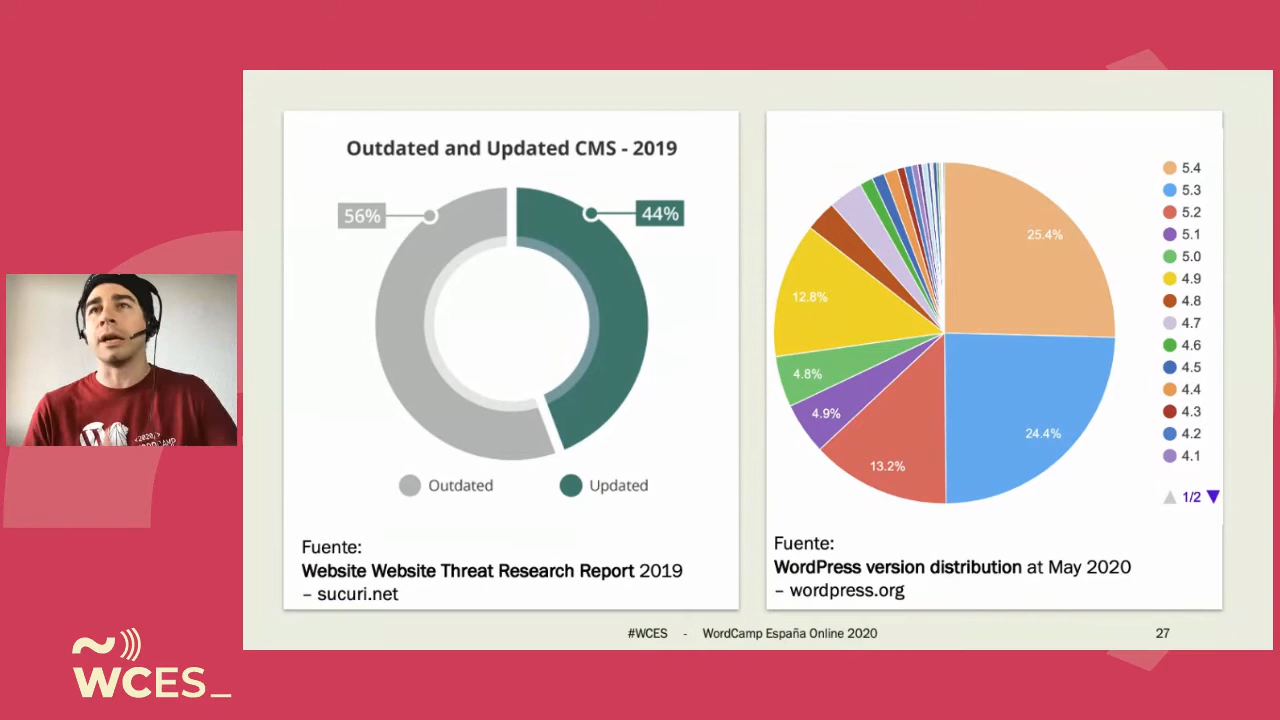 Outdated and Updated CMS - 2019
56%
44%
Outdated
Updated
Fuente:
Website Website Threat Research Report 2019
– sucuri.net
25.4%
24.4%
13.2%
4.9%
4.8%
12.8%
5.4
5.3
5.2
5.1
5.0
4.9
4.8
4.7
4.6
4.5
4.4
4.3
4.2
4.1
1/2
Fuente:
WordPress version distribution at May 2020
– wordpress.org
#WCES - WordCamp España Online 2020
27
<2020/>
WCES_